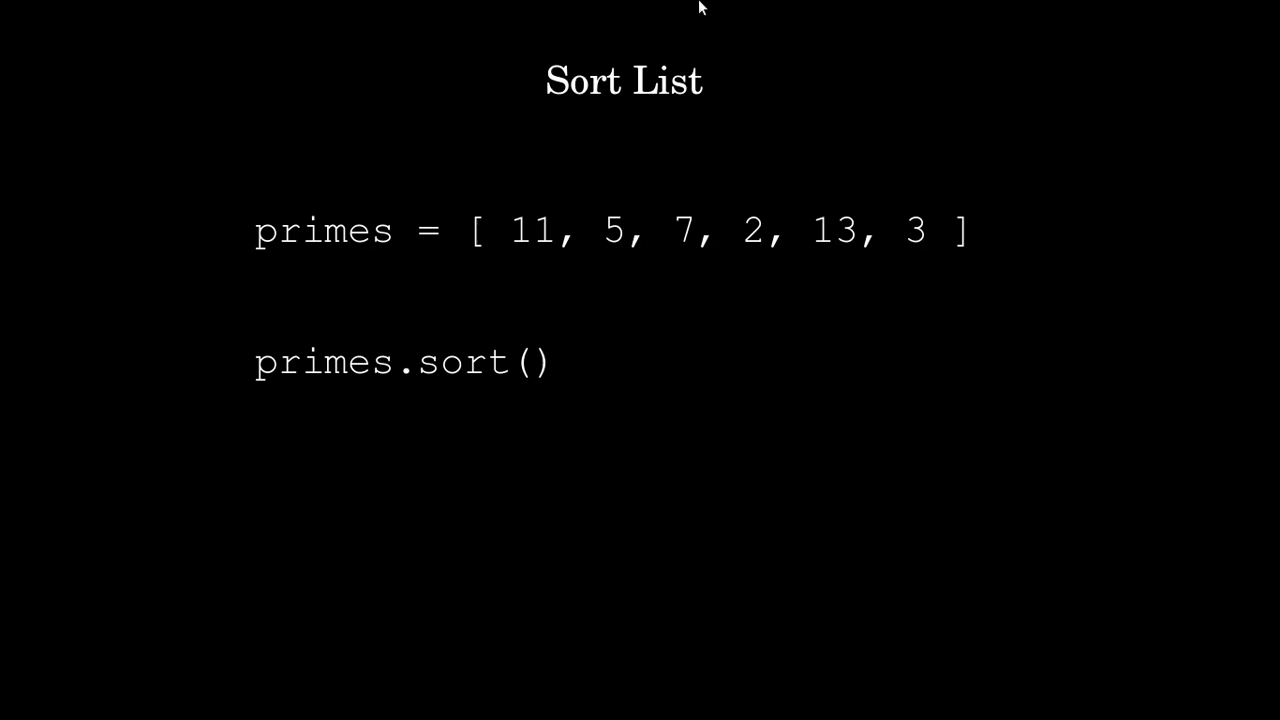 Sort List
primes = [ 11, 5, 7, 2, 13, 3 ]
primes.sort()